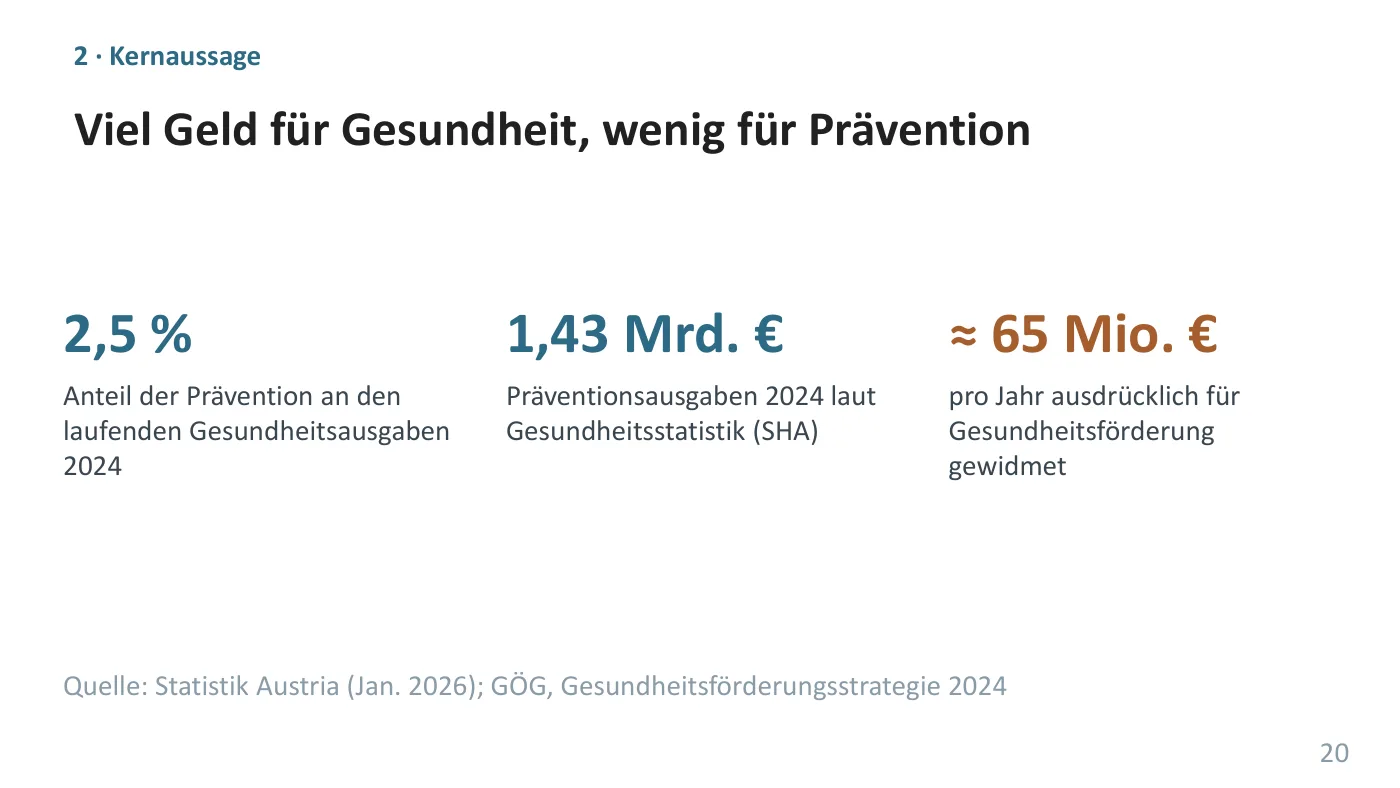 2 · Kernaussage
Viel Geld für Gesundheit, wenig für Prävention
2,5 %
Anteil der Prävention an den
laufenden Gesundheitsausgaben
2024
1,43 Mrd. €
Präventionsausgaben 2024 laut
Gesundheitsstatistik (SHA)
≈ 65 Mio. €
pro Jahr ausdrücklich für
Gesundheitsförderung
gewidmet
Quelle: Statistik Austria (Jan. 2026); GÖG, Gesundheitsförderungsstrategie 2024
20